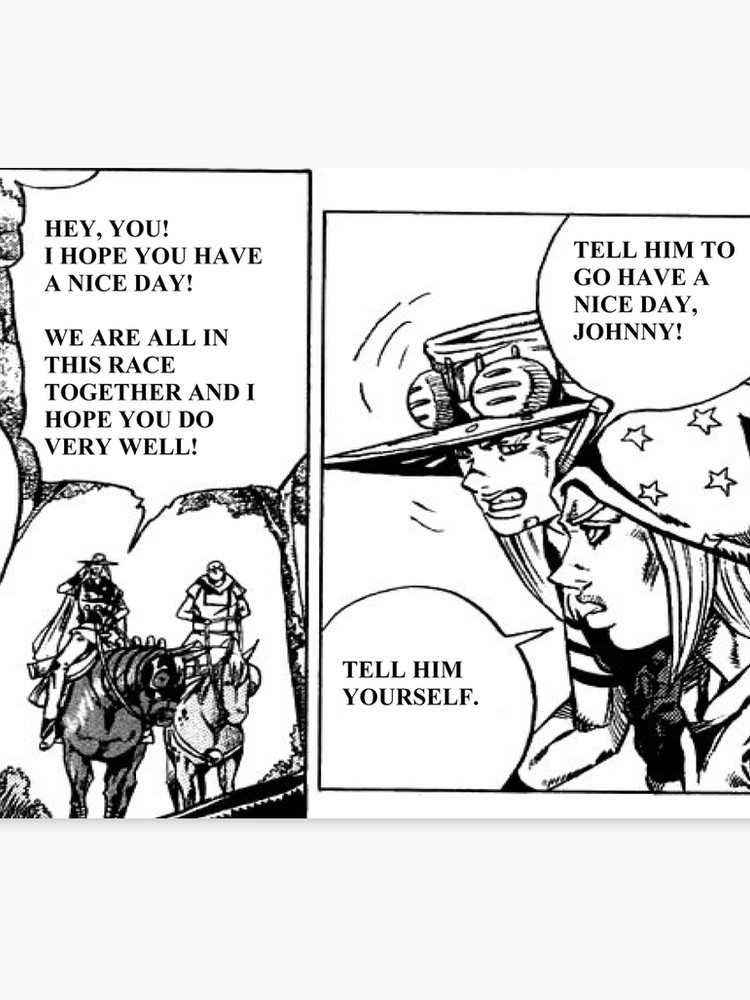 HEY, YOU!
I HOPE YOU HAVE
A NICE DAY!
WE ARE ALL IN
THIS RACE
TOGETHER AND I
HOPE YOU DO
VERY WELL!
TELL HIM TO
GO HAVE A
NICE DAY,
JOHNNY!
TELL HIM
YOURSELF.